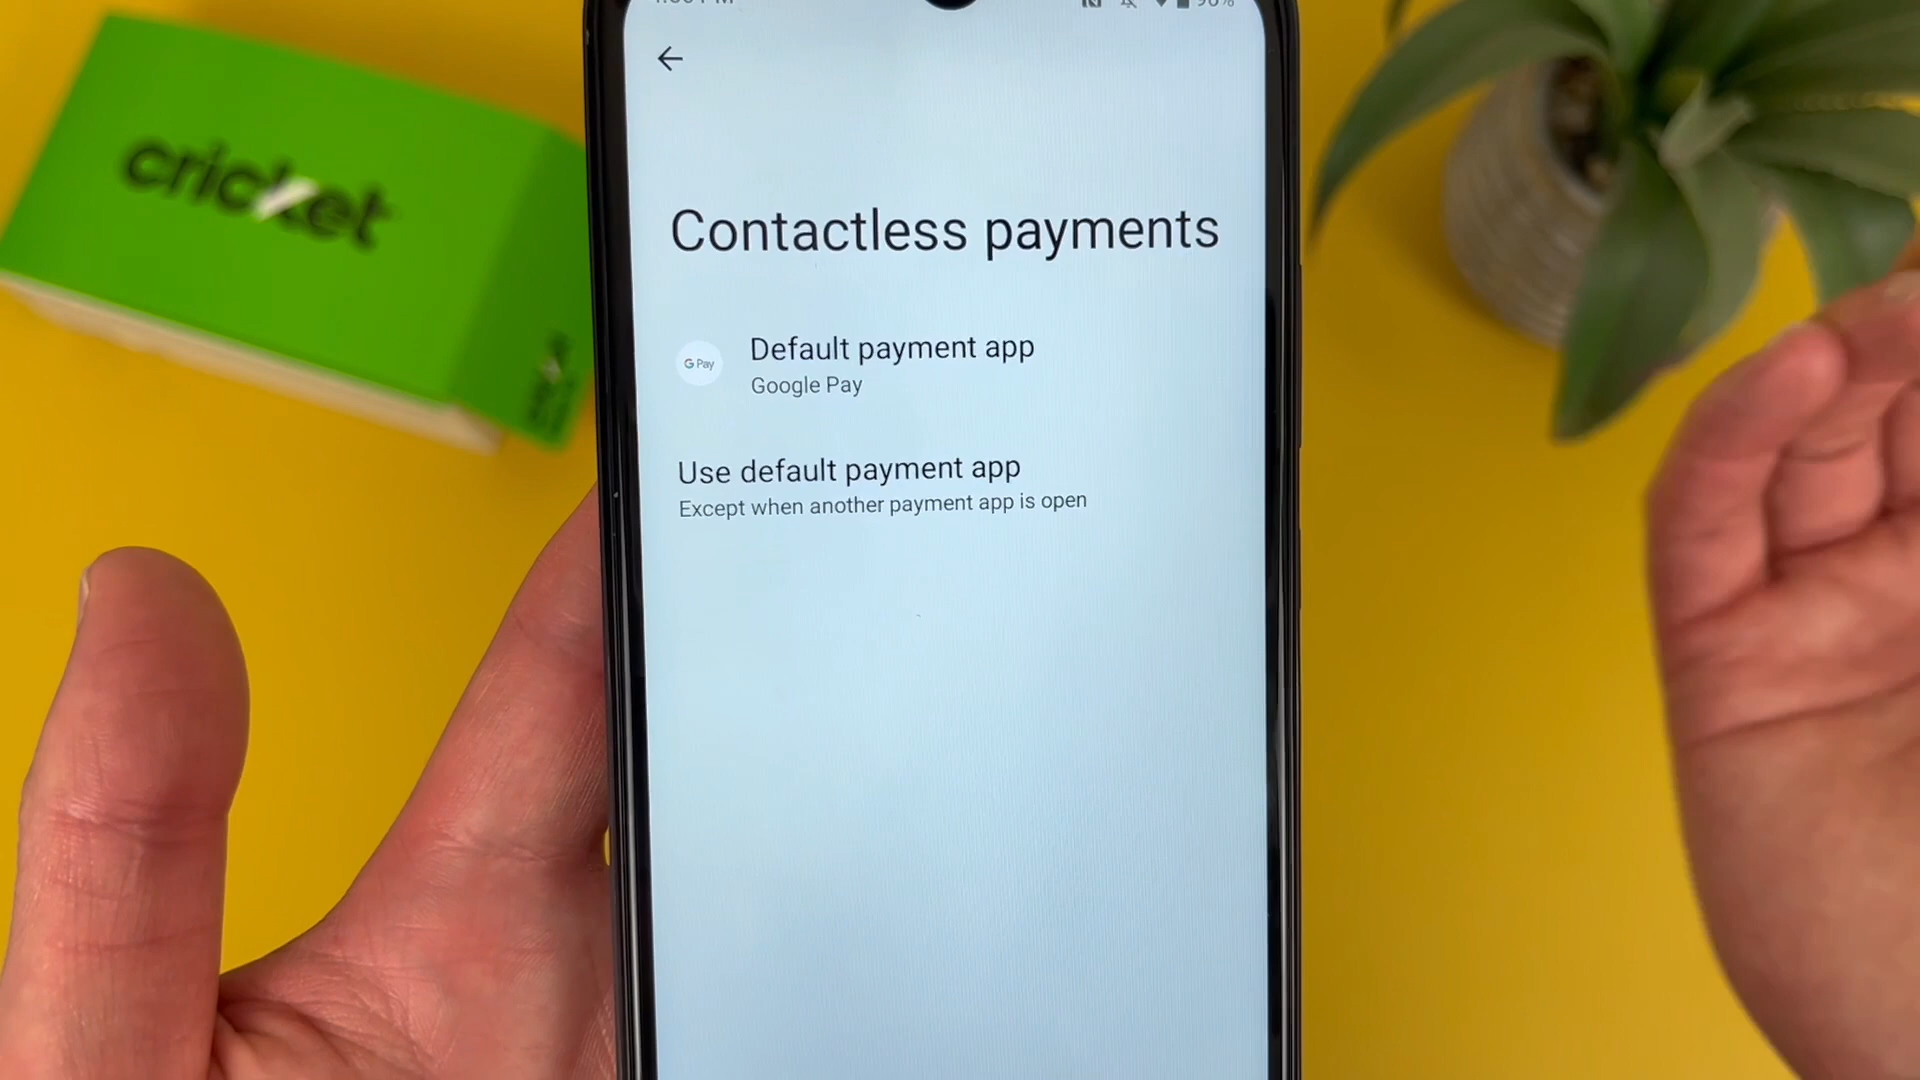 cricket
Contactless payments
G Pay
Default payment app
Google Pay
Use default payment app
Except when another payment app is open